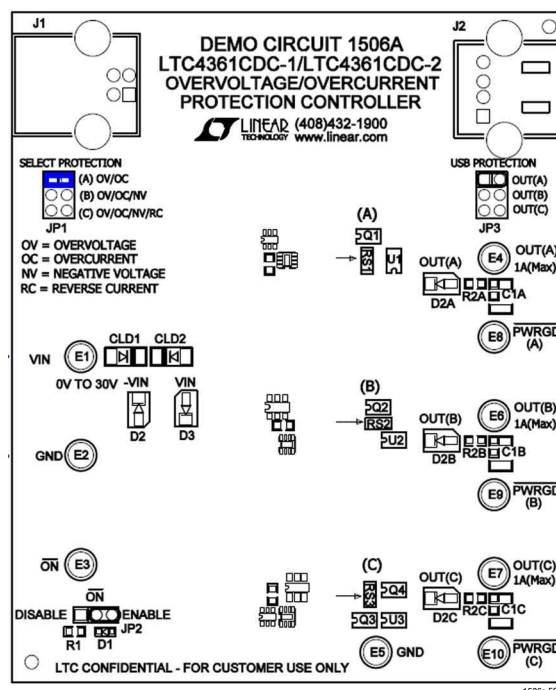 J1
J2
DEMO CIRCUIT 1506A
LTC4361CDC-1/LTC4361CDC-2
OVERVOLTAGE/OVERCURRENT
PROTECTION CONTROLLER
LINEAR TECHNOLOGY (408)432-1900
www.linear.com
SELECT PROTECTION
(A) OV/OC
(B) OV/OC/NV
(C) OV/OC/NV/RC
JP1
USB PROTECTION
OUT(A)
OUT(B)
OUT(C)
JP3
OV = OVERVOLTAGE
OC = OVERCURRENT
NV = NEGATIVE VOLTAGE
RC = REVERSE CURRENT
(A)
Q1
RS1
U1
OUT(A)
D2A
R2A
C1A
E4
OUT(A)
1A(Max)
E8
PWRGD
(A)
VIN
E1
CLD1
CLD2
0V TO 30V
-VIN
VIN
D2
D3
(B)
Q2
RS2
U2
OUT(B)
D2B
R2B
C1B
E6
OUT(B)
1A(Max)
GND
E2
E9
PWRGD
(B)
ON
E3
(C)
RS3
Q4
Q3
U3
OUT(C)
D2C
R2C
C1C
E7
OUT(C)
1A(Max)
ON
DISABLE
ENABLE
JP2
R1
D1
E5
GND
E10
PWRGD
(C)
LTC CONFIDENTIAL - FOR CUSTOMER USE ONLY